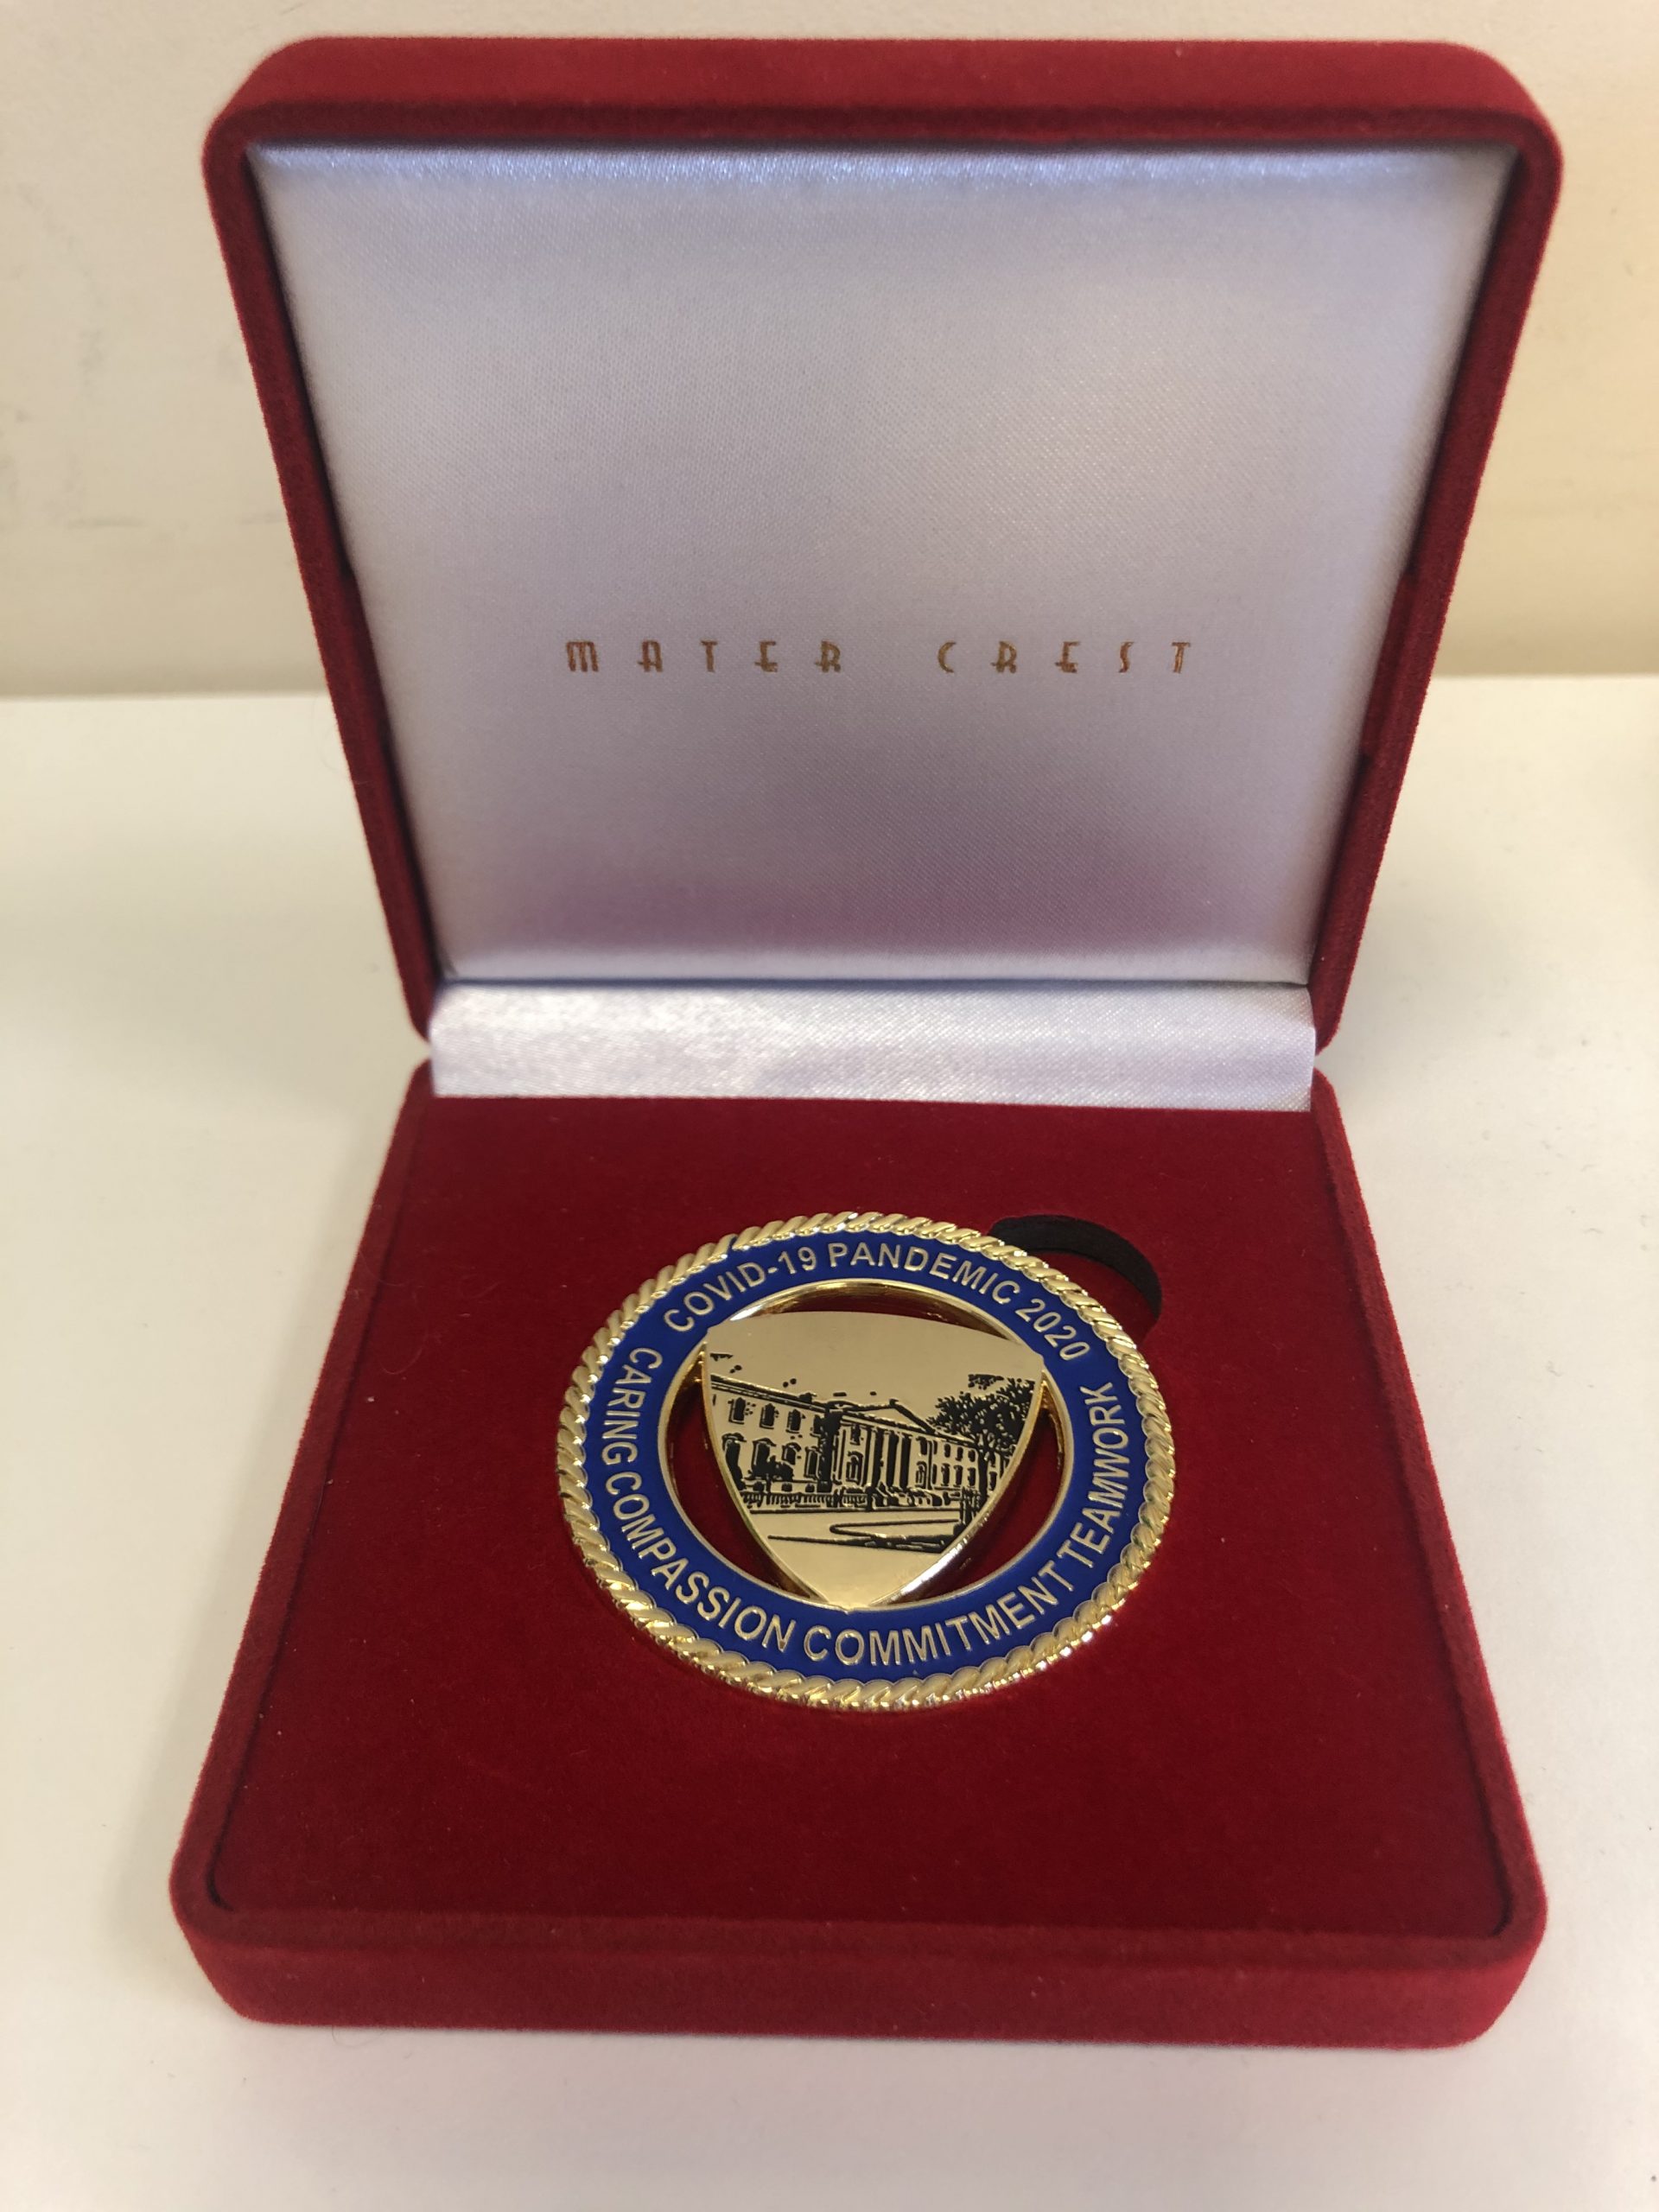 MATER CREST
COVID-19 PANDEMIC 2020
CARING COMPASSION COMMITMENT TEAMWORK